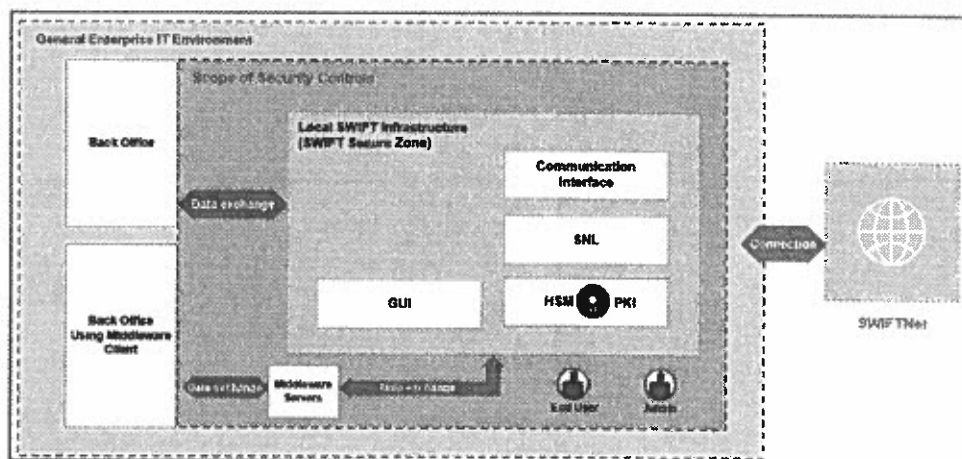 General Enterprise IT Environment
Scope of Security Controls
Back Office
Local SWIFT Infrastructure
(SWIFT Secure Zone)
Communication
Interface
Data exchange
SNL
Connection
GUI
HSM PKI
Back Office
Using Middleware
Client
SWIFTNet
Data exchange
Middleware
Servers
Data exchange
End User
Admin